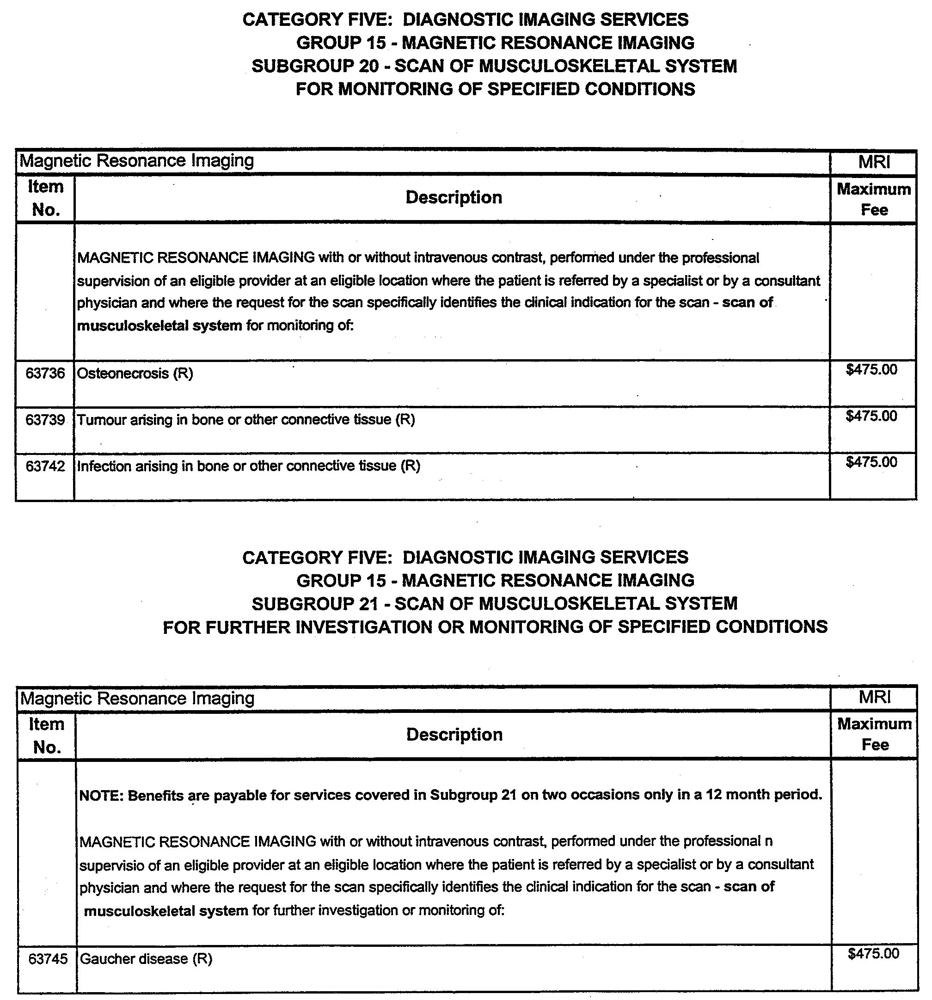 CATEGORY FIVE: DIAGNOSTIC IMAGING SERVICES
GROUP 15 - MAGNETIC RESONANCE IMAGING
SUBGROUP 20 - SCAN OF MUSCULOSKELETAL SYSTEM
FOR MONITORING OF SPECIFIED CONDITIONS
Magnetic Resonance Imaging MRI
Item No. Description Maximum Fee
MAGNETIC RESONANCE IMAGING with or without intravenous contrast, performed under the professional
supervision of an eligible provider at an eligible location where the patient is referred by a specialist or by a consultant
physician and where the request for the scan specifically identifies the clinical indication for the scan - scan of
musculoskeletal system for monitoring of:
63736 Osteonecrosis (R) $475.00
63739 Tumour arising in bone or other connective tissue (R) $475.00
63742 Infection arising in bone or other connective tissue (R) $475.00
CATEGORY FIVE: DIAGNOSTIC IMAGING SERVICES
GROUP 15 - MAGNETIC RESONANCE IMAGING
SUBGROUP 21 - SCAN OF MUSCULOSKELETAL SYSTEM
FOR FURTHER INVESTIGATION OR MONITORING OF SPECIFIED CONDITIONS
Magnetic Resonance Imaging MRI
Item No. Description Maximum Fee
NOTE: Benefits are payable for services covered in Subgroup 21 on two occasions only in a 12 month period.
MAGNETIC RESONANCE IMAGING with or without intravenous contrast, performed under the professional n
supervisio of an eligible provider at an eligible location where the patient is referred by a specialist or by a consultant
physician and where the request for the scan specifically identifies the clinical indication for the scan - scan of
musculoskeletal system for further investigation or monitoring of:
63745 Gaucher disease (R) $475.00